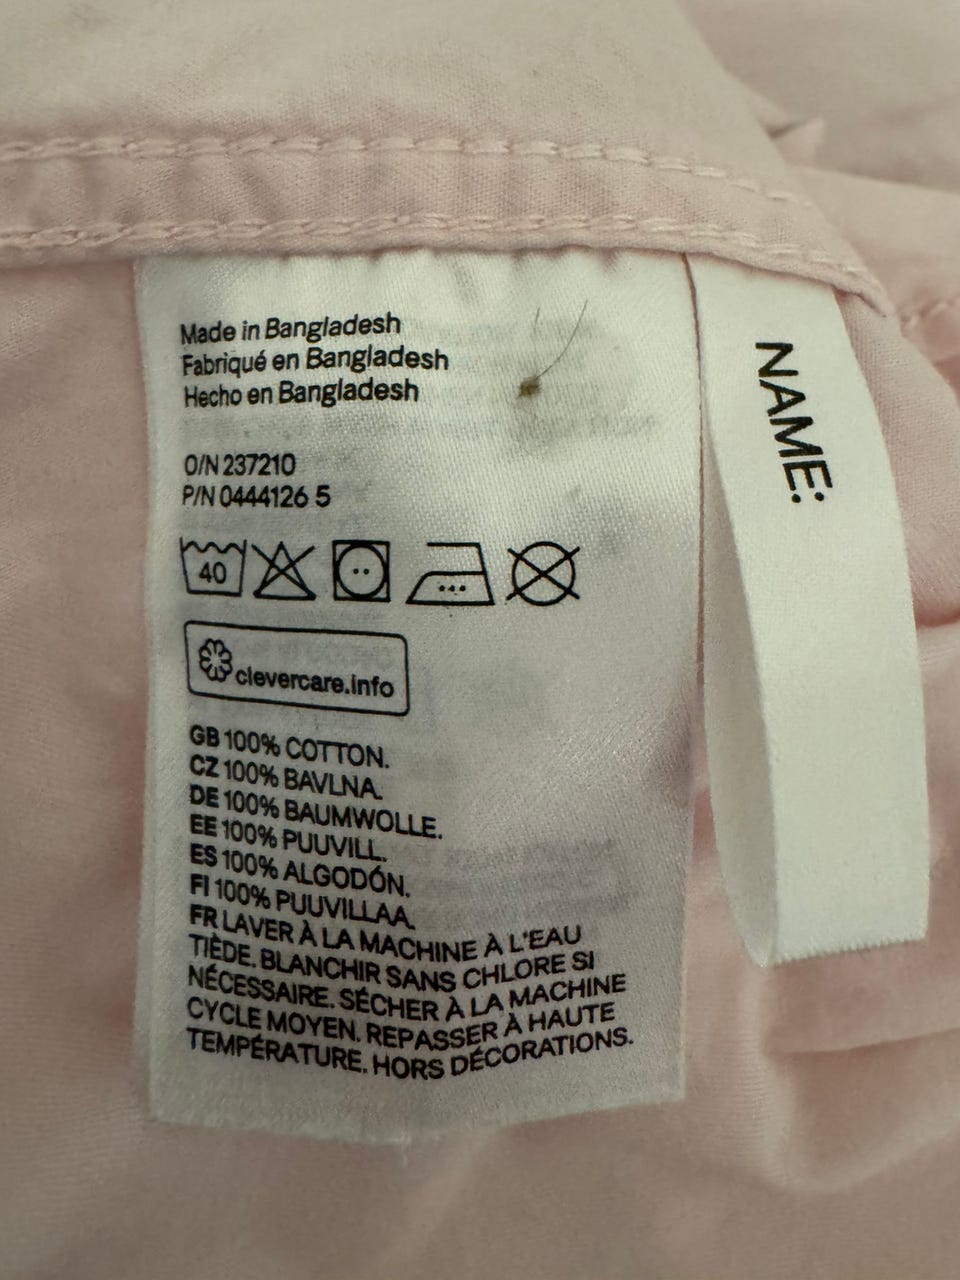 Made in Bangladesh
Fabriqué en Bangladesh
Hecho en Bangladesh
O/N 237210
P/N 0444126 5
40
clevercare.info
GB 100% COTTON.
CZ 100% BAVLNA.
DE 100% BAUMWOLLE.
EE 100% PUUVILL.
ES 100% ALGODÓN.
FI 100% PUUVILLAA.
FR LAVER À LA MACHINE À L'EAU
TIÈDE. BLANCHIR SANS CHLORE SI
NÉCESSAIRE. SÉCHER À LA MACHINE
CYCLE MOYEN. REPASSER À HAUTE
TEMPÉRATURE. HORS DÉCORATIONS.
NAME: